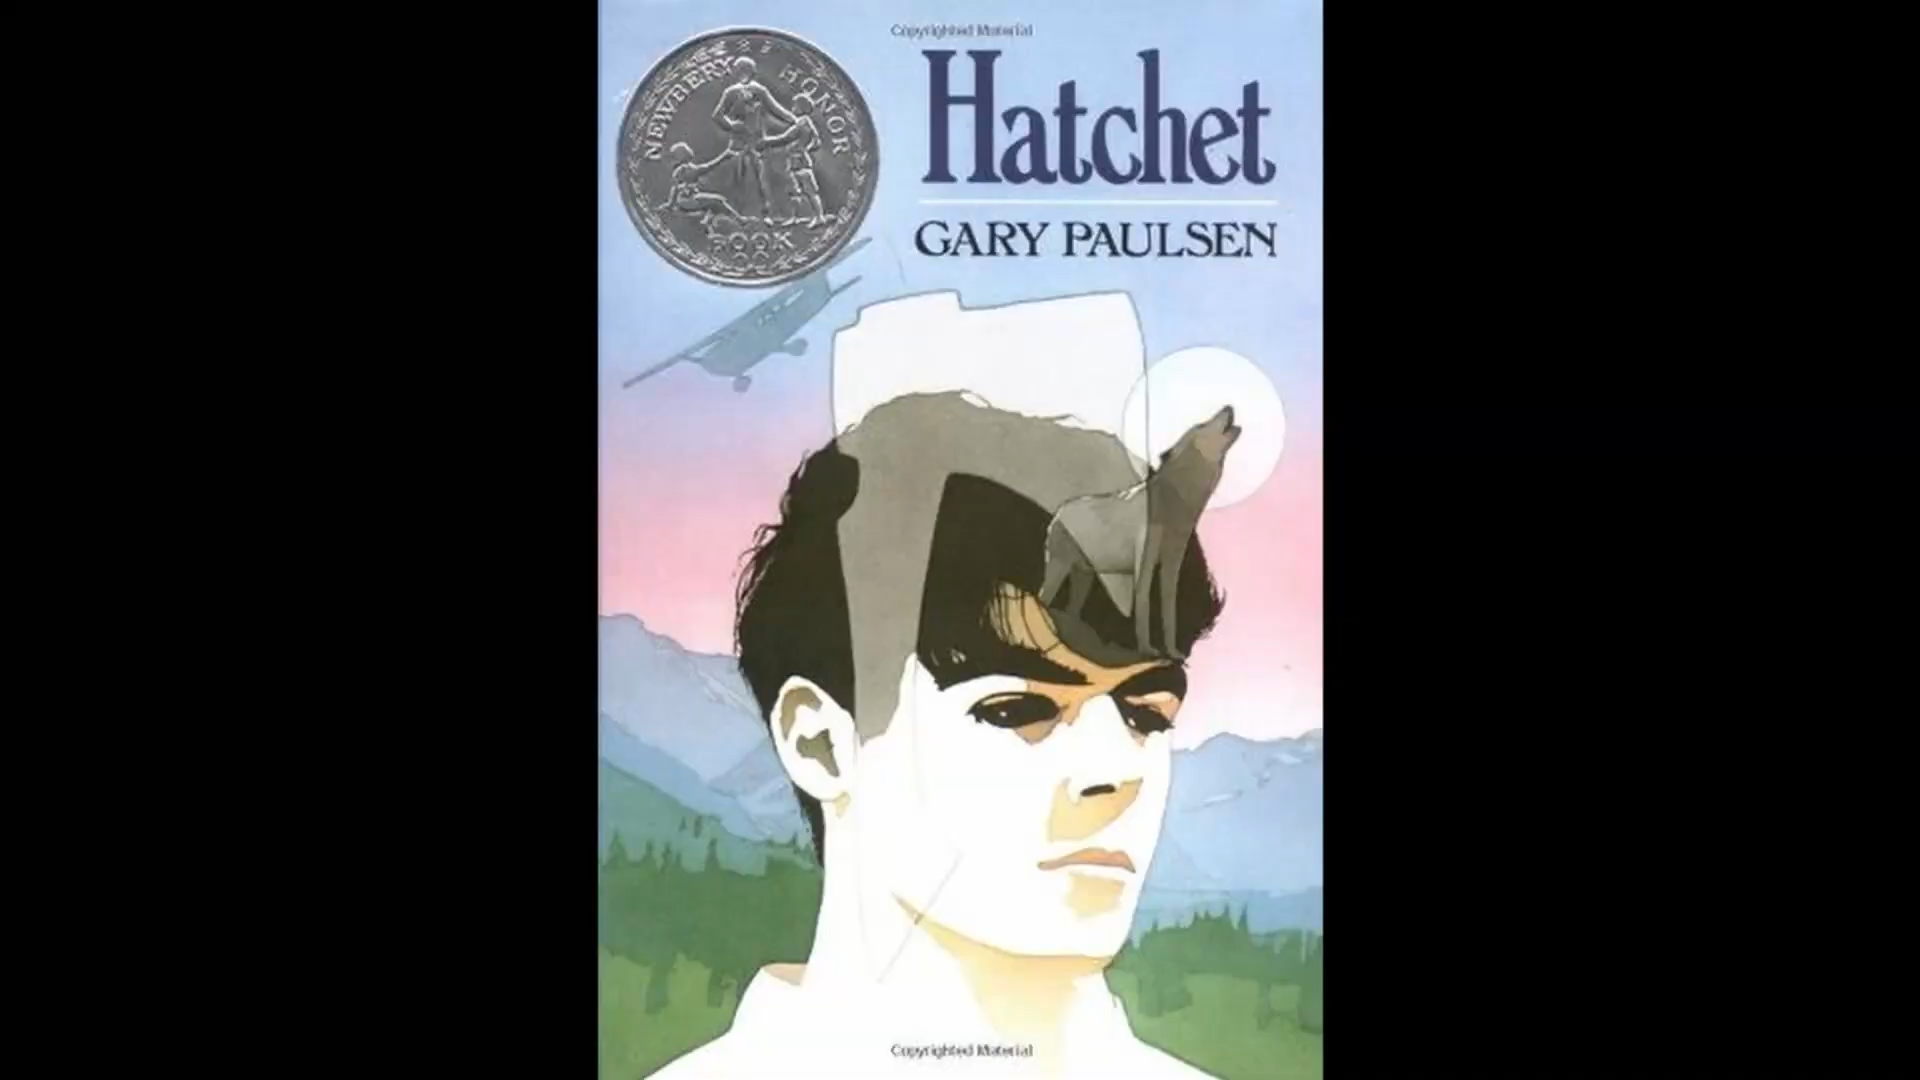 Copyrighted Material
NEWBERY HONOR
BOOK
Hatchet
GARY PAULSEN
Copyrighted Material